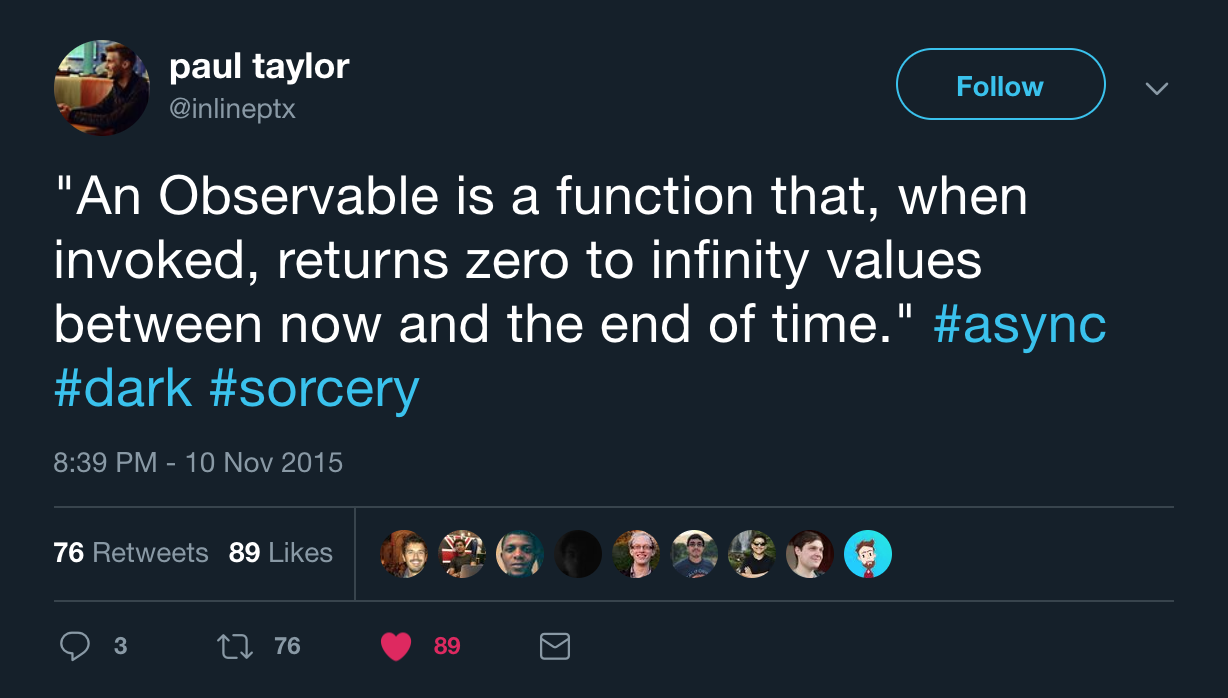 paul taylor
@inlineptx
Follow
"An Observable is a function that, when
invoked, returns zero to infinity values
between now and the end of time." #async
#dark #sorcery
8:39 PM - 10 Nov 2015
76 Retweets 89 Likes
3 76 89